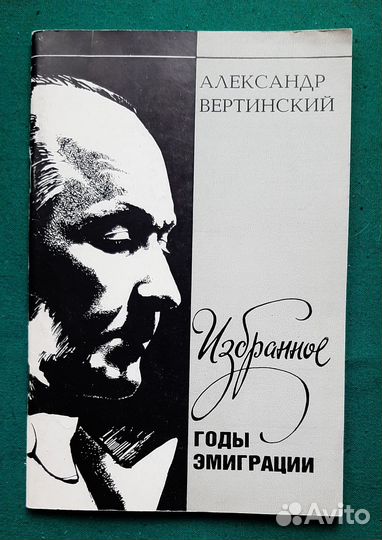 АЛЕКСАНДР
ВЕРТИНСКИЙ
Избранное
ГОДЫ
ЭМИГРАЦИИ
Avito